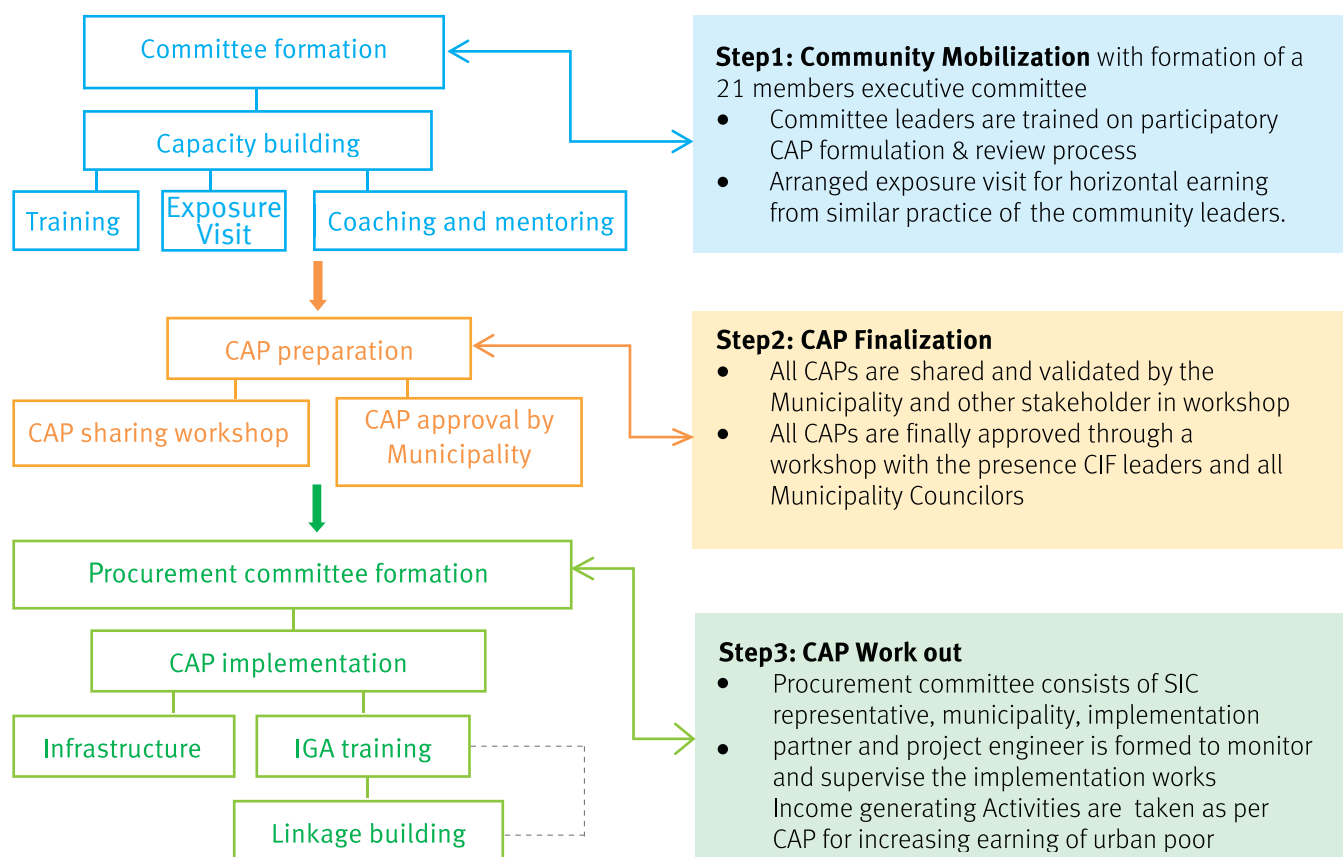 Committee formation
Capacity building
Training
Exposure
Visit
Coaching and mentoring
Step1: Community Mobilization with formation of a
21 members executive committee
• Committee leaders are trained on participatory
CAP formulation & review process
• Arranged exposure visit for horizontal earning
from similar practice of the community leaders.
CAP preparation
CAP sharing workshop
CAP approval by
Municipality
Step2: CAP Finalization
• All CAPs are shared and validated by the
Municipality and other stakeholder in workshop
• All CAPs are finally approved through a
workshop with the presence CIF leaders and all
Municipality Councilors
Procurement committee formation
CAP implementation
Infrastructure
IGA training
Linkage building
Step3: CAP Work out
• Procurement committee consists of SIC
representative, municipality, implementation
• partner and project engineer is formed to monitor
and supervise the implementation works
Income generating Activities are taken as per
CAP for increasing earning of urban poor